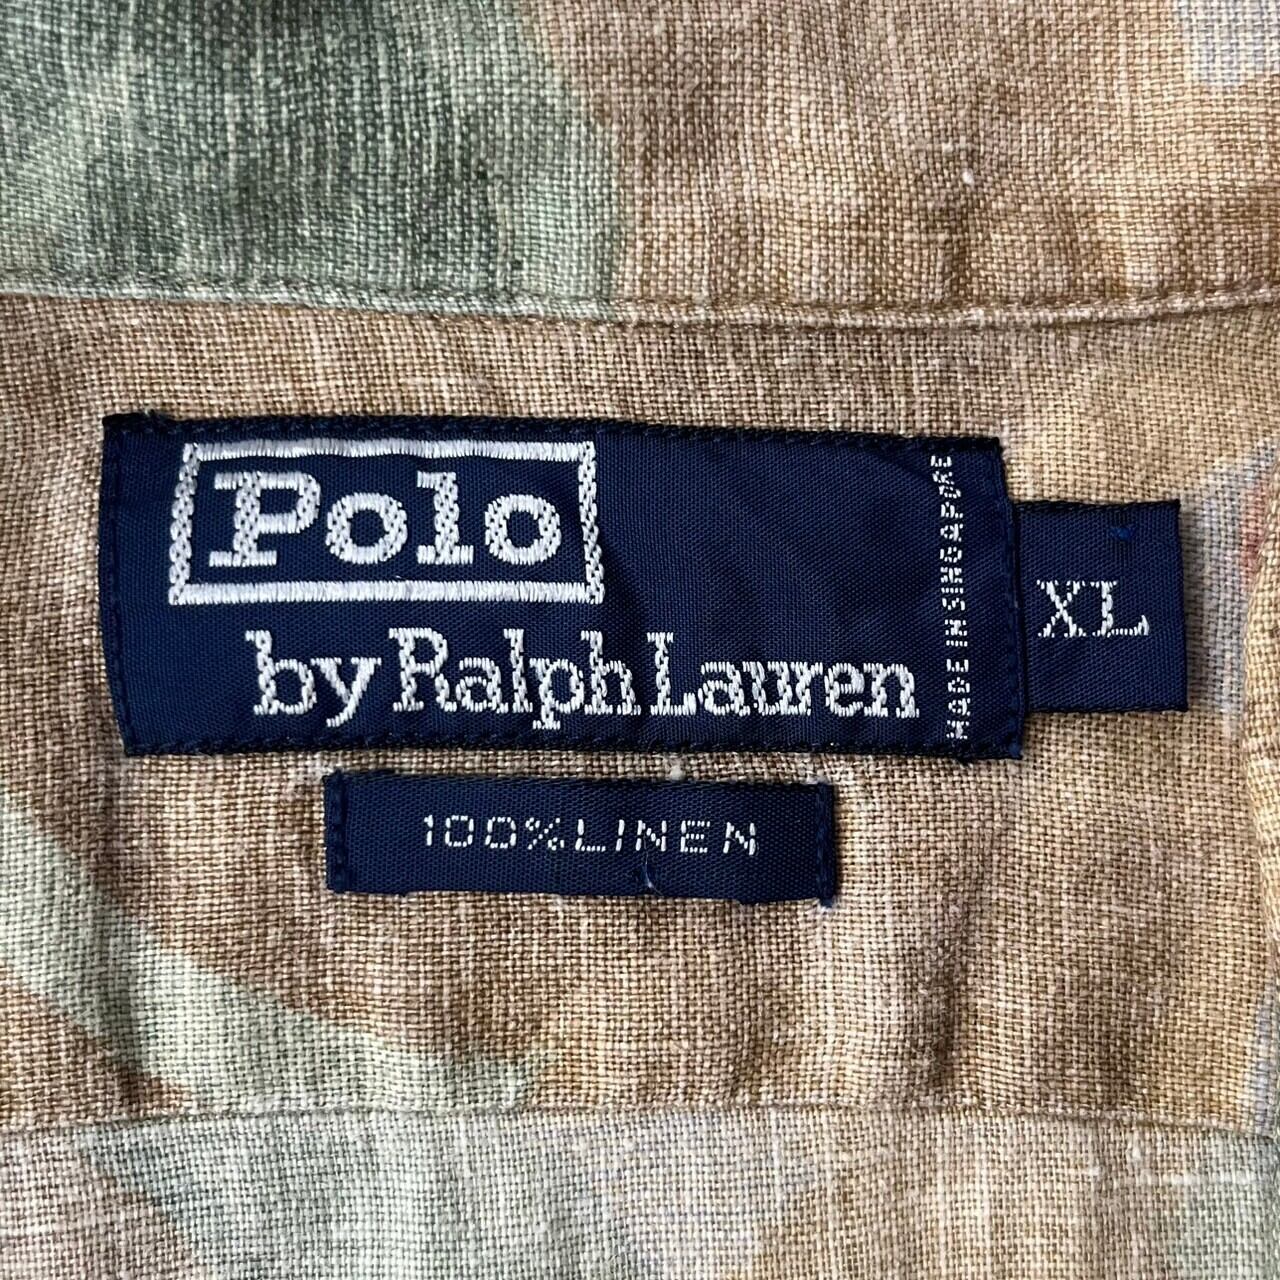 Polo
by Ralph Lauren
MADE IN SINGAPORE
XL
100% LINEN